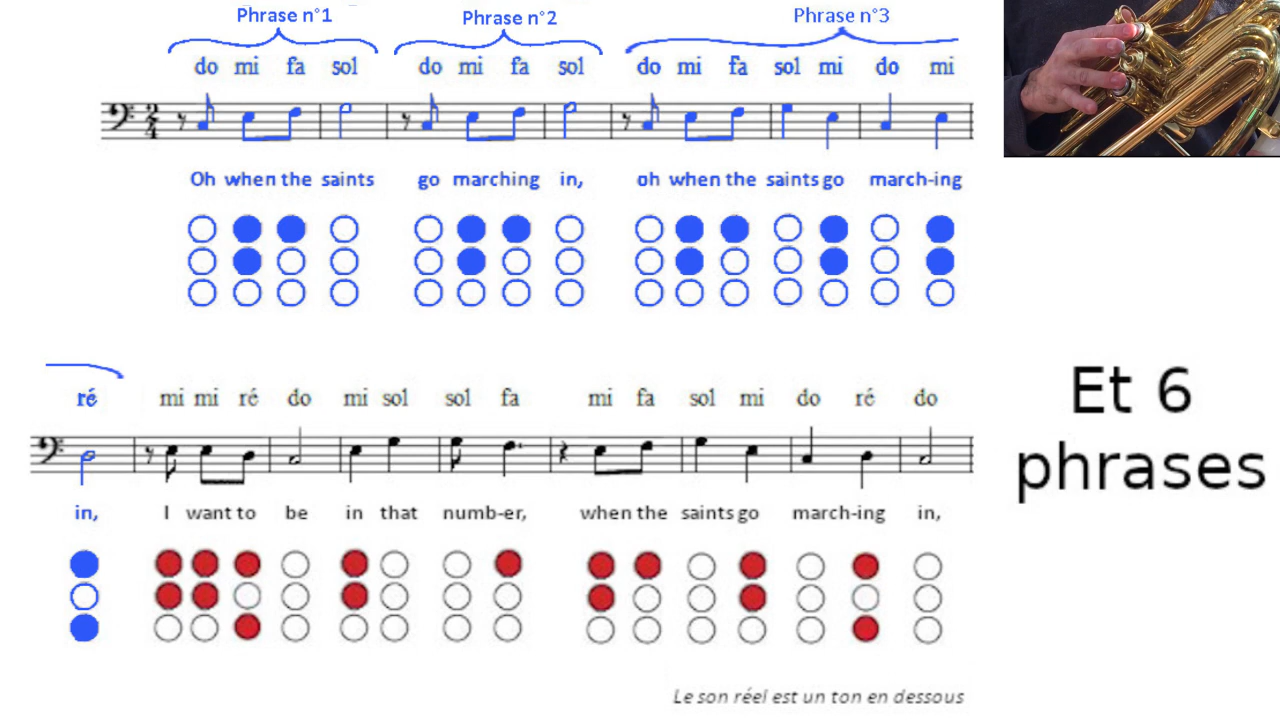 Phrase n°1 Phrase n°2 Phrase n°3
do mi fa sol do mi fa sol do mi fa sol mi do mi
2
4
Oh when the saints go marching in, oh when the saints go march-ing
ré mi mi ré do mi sol sol fa mi fa sol mi do ré do
in, I want to be in that numb-er, when the saints go march-ing in,
Et 6
phrases
Le son réel est un ton en dessous